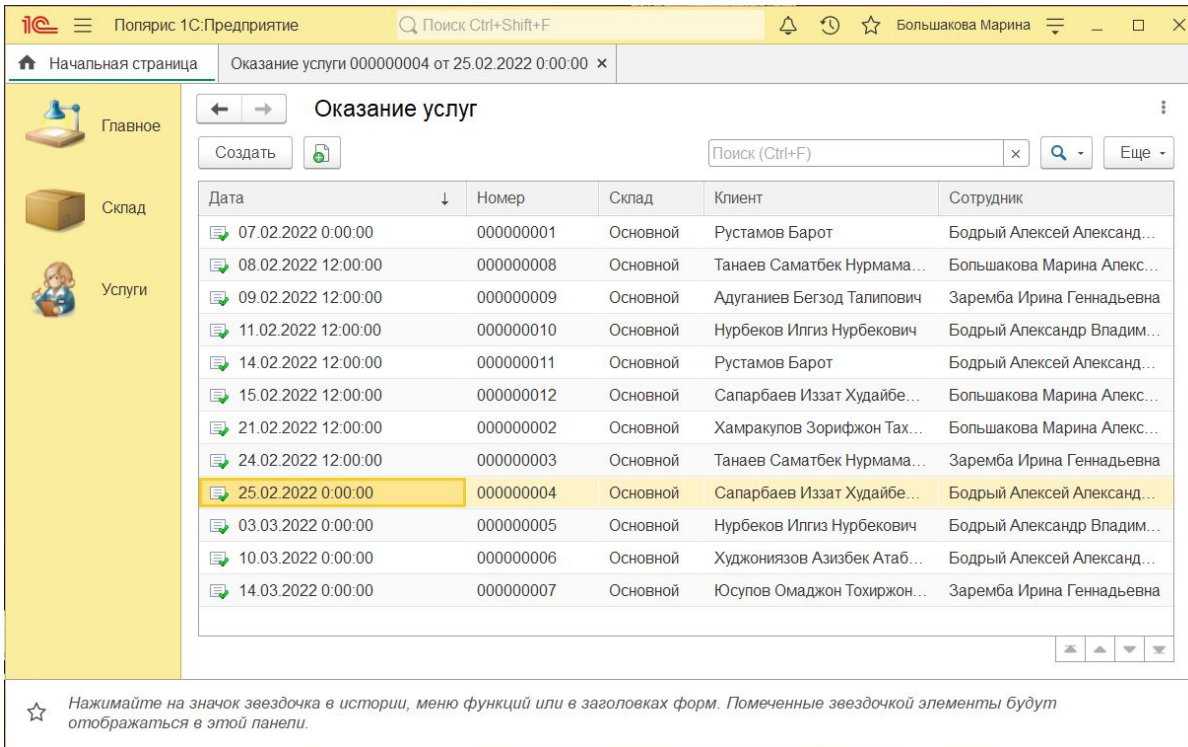 1С Полярис 1С:Предприятие Поиск Ctrl+Shift+F Большакова Марина
Начальная страница Оказание услуги 000000004 от 25.02.2022 0:00:00 ×
Главное
Склад
Услуги
Оказание услуг
Создать Поиск (Ctrl+F) × Еще
Дата ↓ Номер Склад Клиент Сотрудник
07.02.2022 0:00:00 000000001 Основной Рустамов Барот Бодрый Алексей Александ...
08.02.2022 12:00:00 000000008 Основной Танаев Саматбек Нурмама... Большакова Марина Алекс...
09.02.2022 12:00:00 000000009 Основной Адуганиев Бегзод Талипович Заремба Ирина Геннадьевна
11.02.2022 12:00:00 000000010 Основной Нурбеков Илгиз Нурбекович Бодрый Александр Владим...
14.02.2022 12:00:00 000000011 Основной Рустамов Барот Бодрый Алексей Александ...
15.02.2022 12:00:00 000000012 Основной Сапарбаев Иззат Худайбе... Большакова Марина Алекс...
21.02.2022 12:00:00 000000002 Основной Хамракулов Зорифжон Тах... Большакова Марина Алекс...
24.02.2022 12:00:00 000000003 Основной Танаев Саматбек Нурмама... Заремба Ирина Геннадьевна
25.02.2022 0:00:00 000000004 Основной Сапарбаев Иззат Худайбе... Бодрый Алексей Александ...
03.03.2022 0:00:00 000000005 Основной Нурбеков Илгиз Нурбекович Бодрый Александр Владим...
10.03.2022 0:00:00 000000006 Основной Худжониязов Азизбек Атаб... Бодрый Алексей Александ...
14.03.2022 0:00:00 000000007 Основной Юсупов Омаджон Тохиржон... Заремба Ирина Геннадьевна
Нажимайте на значок звездочка в истории, меню функций или в заголовках форм. Помеченные звездочкой элементы будут
отображаться в этой панели.